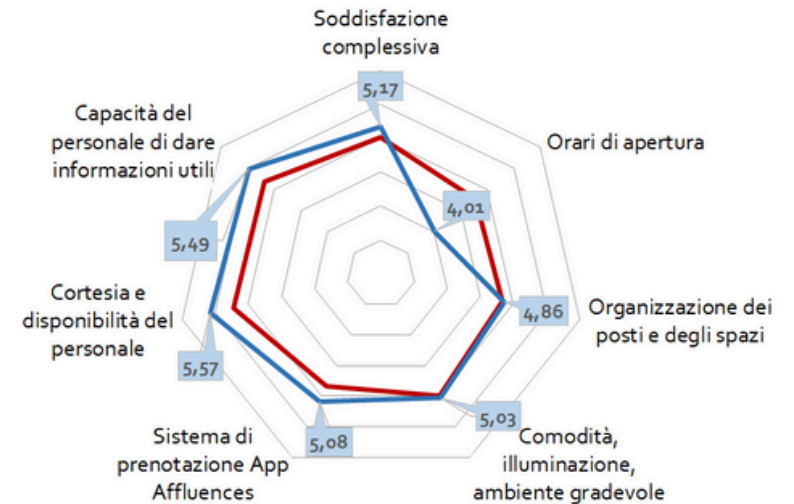 Soddisfazione
complessiva
5,17
Orari di apertura
4,01
Organizzazione dei
posti e degli spazi
4,86
Comodità,
illuminazione,
ambiente gradevole
5,03
Sistema di
prenotazione App
Affluences
5,08
Cortesia e
disponibilità del
personale
5,57
Capacità del
personale di dare
informazioni utili
5,49